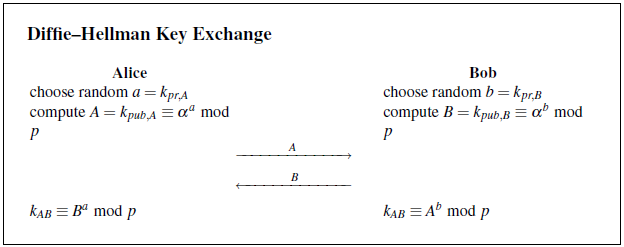 Diffie–Hellman Key Exchange
Alice
choose random a = k_{pr,A}
compute A = k_{pub,A} ≡ α^a mod
p
Bob
choose random b = k_{pr,B}
compute B = k_{pub,B} ≡ α^b mod
p
A
B
k_{AB} ≡ B^a mod p
k_{AB} ≡ A^b mod p